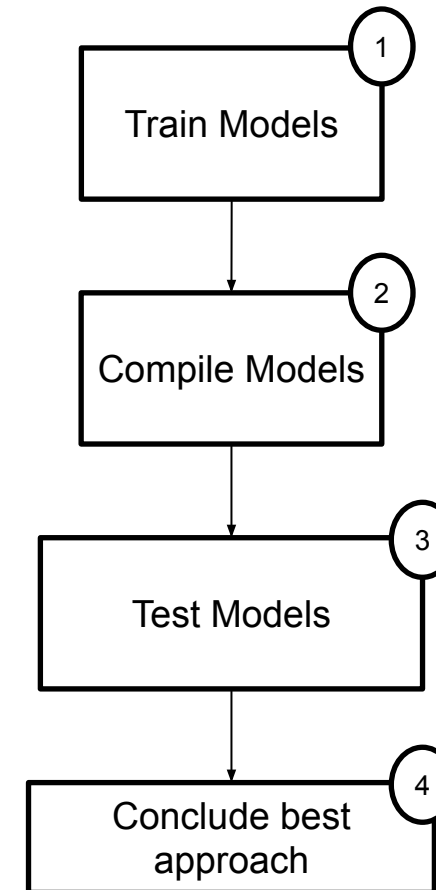 1
Train Models
2
Compile Models
3
Test Models
4
Conclude best
approach